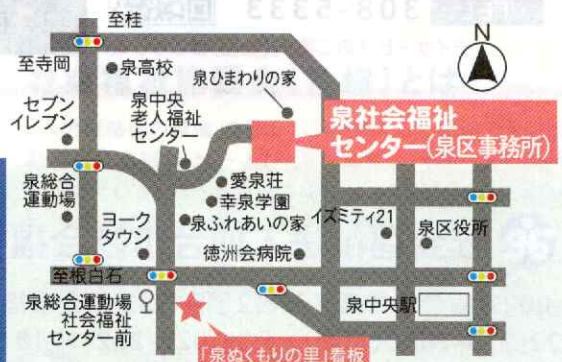 308-5333
至桂
N
至寺岡
泉高校
泉ひまわりの家
セブン
イレブン
泉中央
老人福祉
センター
泉社会福祉
センター(泉区事務所)
泉総合
運動場
愛泉荘
幸泉学園
泉ふれあいの家
イズミティ21
泉区役所
ヨーク
タウン
徳洲会病院
至根白石
泉総合運動場
社会福祉
センター前
泉中央駅
「泉ぬくもりの里」看板